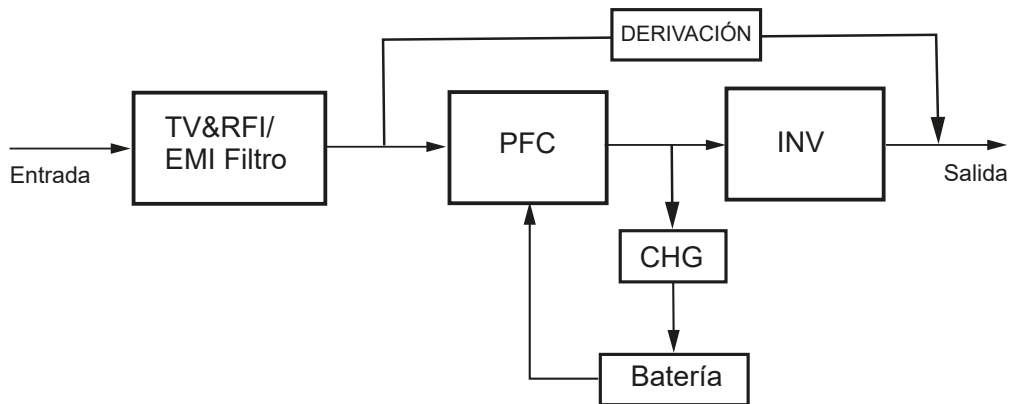 DERIVACIÓN
TV&RFI/
EMI Filtro
PFC
INV
Entrada
Salida
CHG
Batería